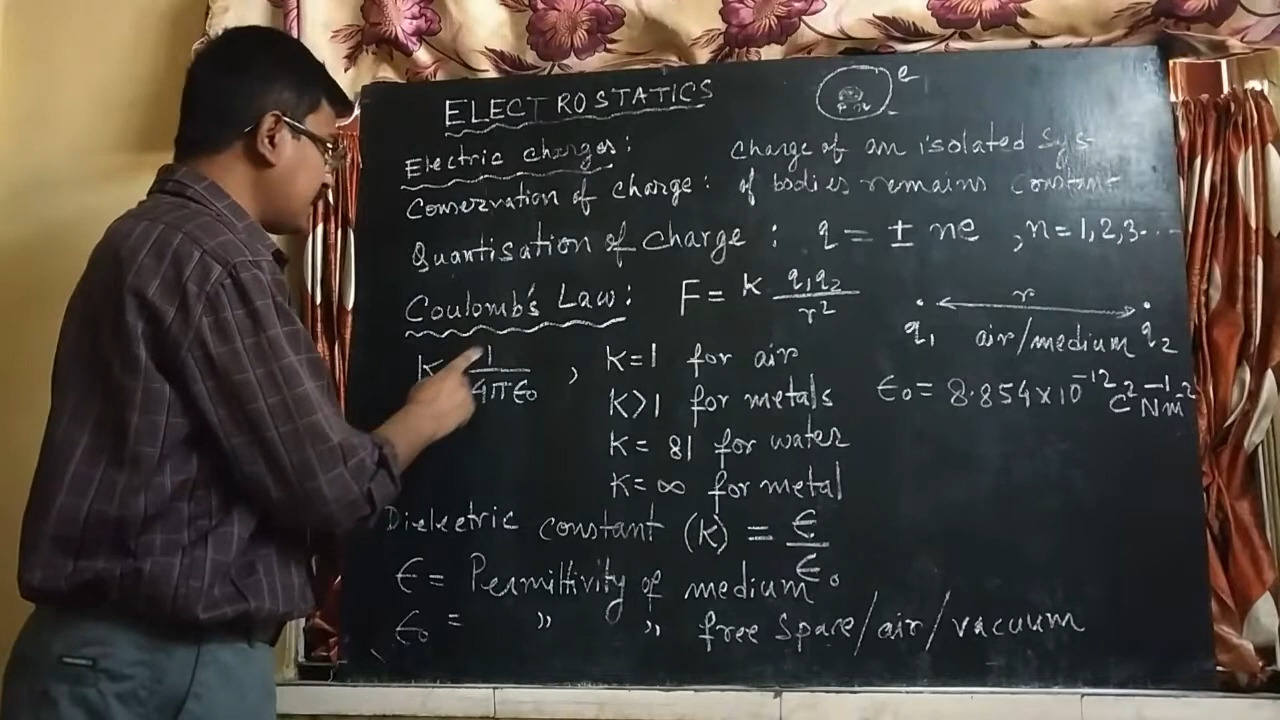 ELECTROSTATICS
e
P n
Electric charges:
Conservation of charge: charge of an isolated sys-
of bodies remains constant
Quantisation of charge: q = ± ne , n = 1, 2, 3....
Coulomb's Law: F = K q₁q₂ / r²
r
q₁ air/medium q₂
K 1 / 4πϵ₀ , K=1 for air
K>1 for metals
K = 81 for water
K = ∞ for metal
ϵ₀ = 8.854 x 10⁻¹² C² N⁻¹ m⁻²
Dielectric constant (K) = ϵ / ϵ₀
ϵ = Permittivity of medium
ϵ₀ = " " free space/air/vacuum